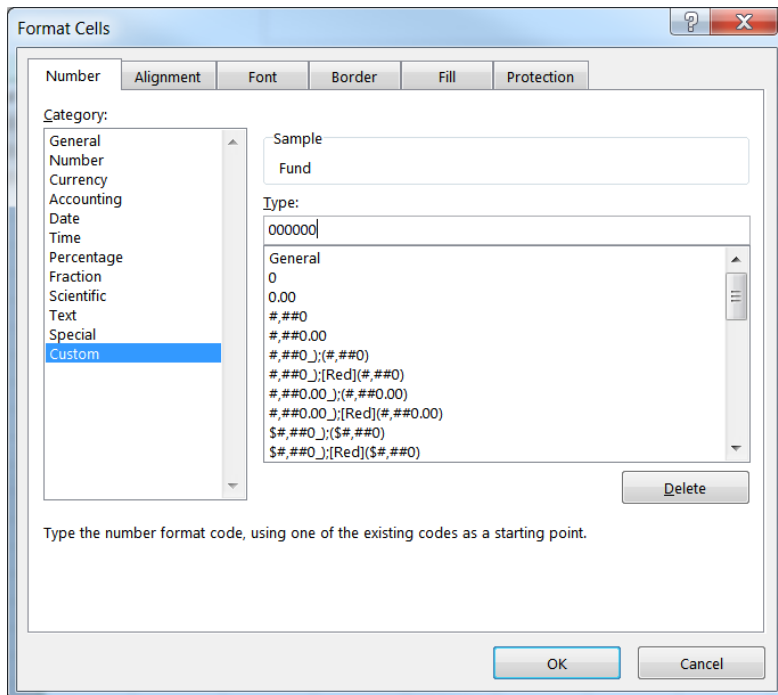 Format Cells
Number Alignment Font Border Fill Protection
Category:
General
Number
Currency
Accounting
Date
Time
Percentage
Fraction
Scientific
Text
Special
Custom
Sample
Fund
Type:
000000
General
0
0.00
#,##0
#,##0.00
#,##0_);(#,##0)
#,##0_);[Red](#,##0)
#,##0.00_);(#,##0.00)
#,##0.00_);[Red](#,##0.00)
$#,##0_);($#,##0)
$#,##0_);[Red]($#,##0)
Delete
Type the number format code, using one of the existing codes as a starting point.
OK Cancel